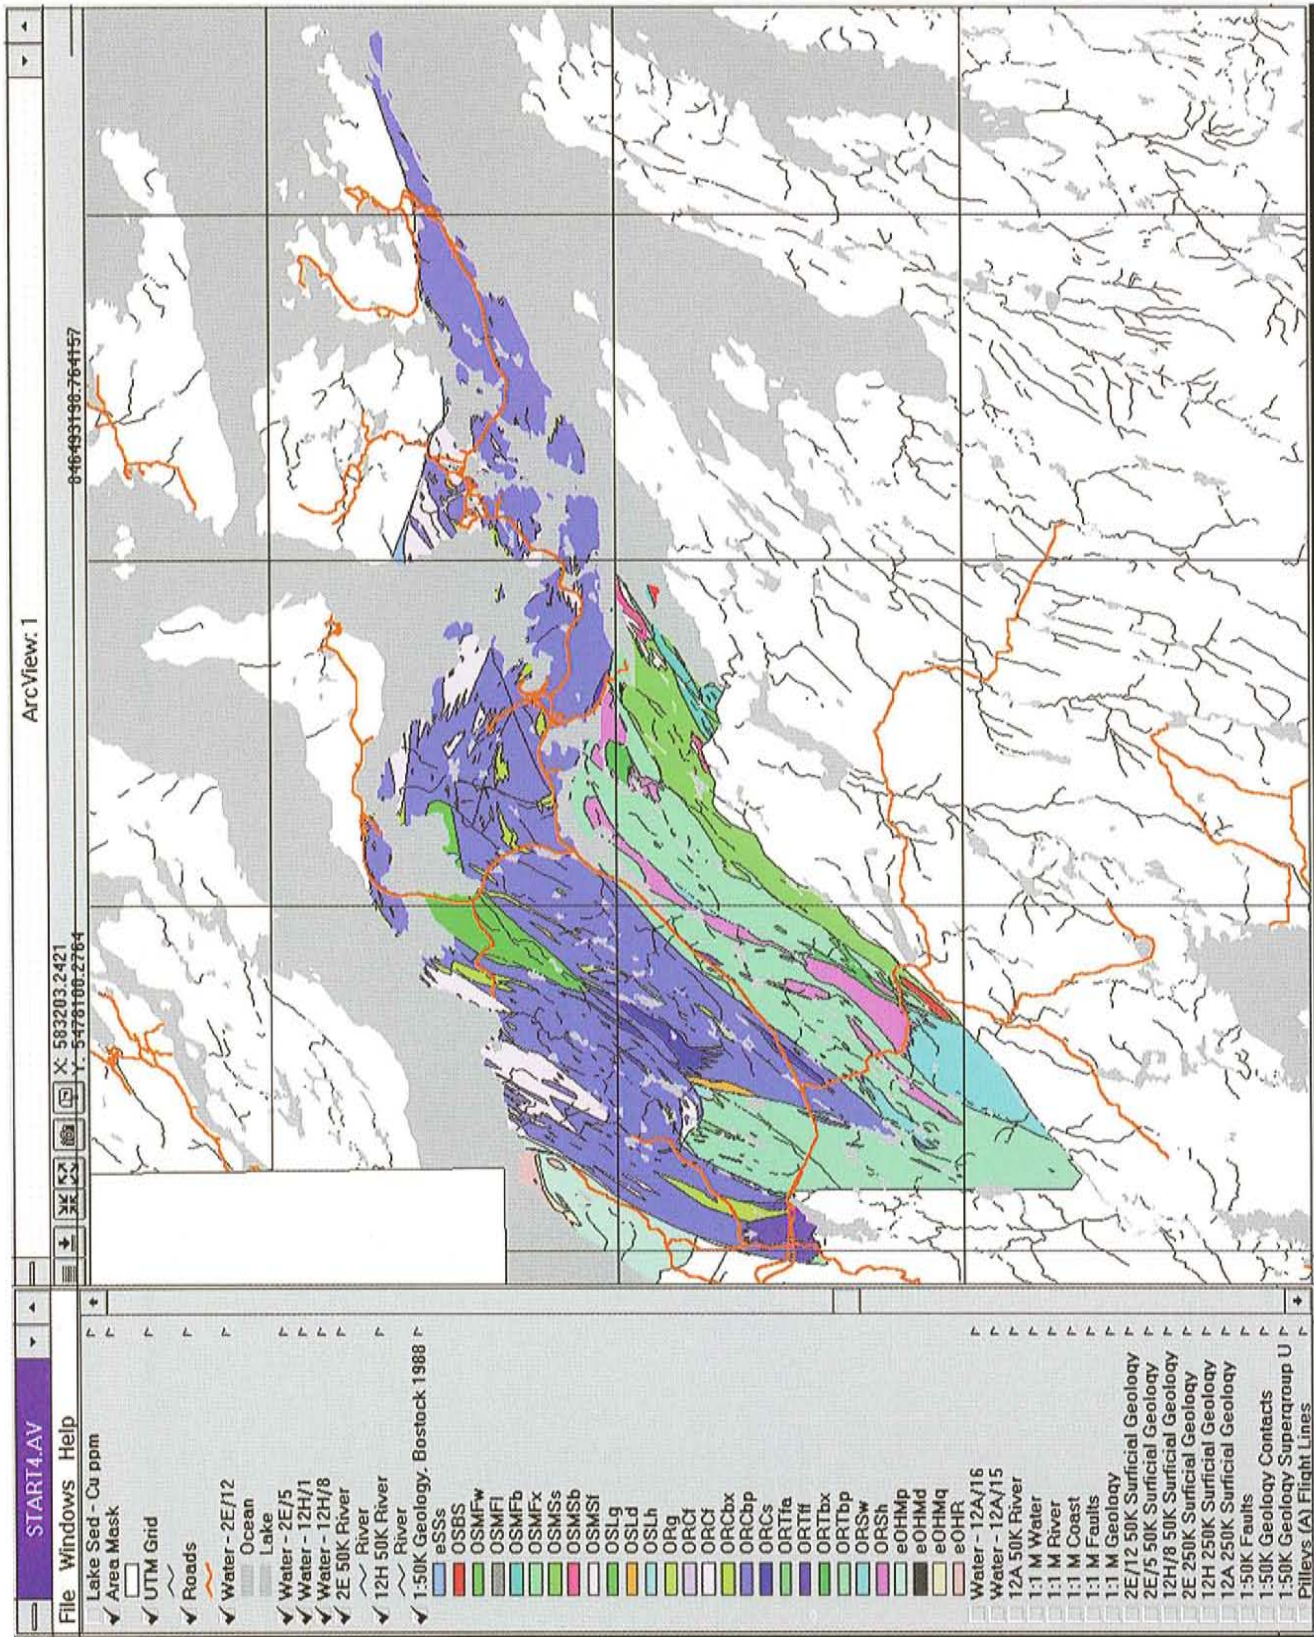 START4.AV
File Windows Help
Lake Sed - Cu ppm
Area Mask
UTM Grid
Roads
Water - 2E/12
Ocean
Lake
Water - 2E/5
Water - 12H/1
Water - 12H/8
2E 50K River
River
12H 50K River
River
1:50K Geology. Bostock 1988
eSSs
OSBS
OSMFw
OSMFl
OSMFb
OSMFx
OSMSs
OSMSb
OSMSf
OSLg
OSLd
OSLh
ORg
ORCf
ORCf
ORCbx
ORCbp
ORCs
ORTfa
ORTff
ORTbx
ORTbp
ORSw
ORSh
eOHMp
eOHMd
eOHMq
eOHR
Water - 12A/16
Water - 12A/15
12A 50K River
1:1 M Water
1:1 M River
1:1 M Coast
1:1 M Faults
1:1 M Geology
2E/12 50K Surficial Geology
2E/5 50K Surficial Geology
12H/8 50K Surficial Geology
2E 250K Surficial Geology
12H 250K Surficial Geology
12A 250K Surficial Geology
1:50K Faults
1:50K Geology Contacts
1:50K Geology Supergroup U
Pillows (A) Flight Lines
ArcView: 1
X: 583203.2421
Y: 5478100.2764